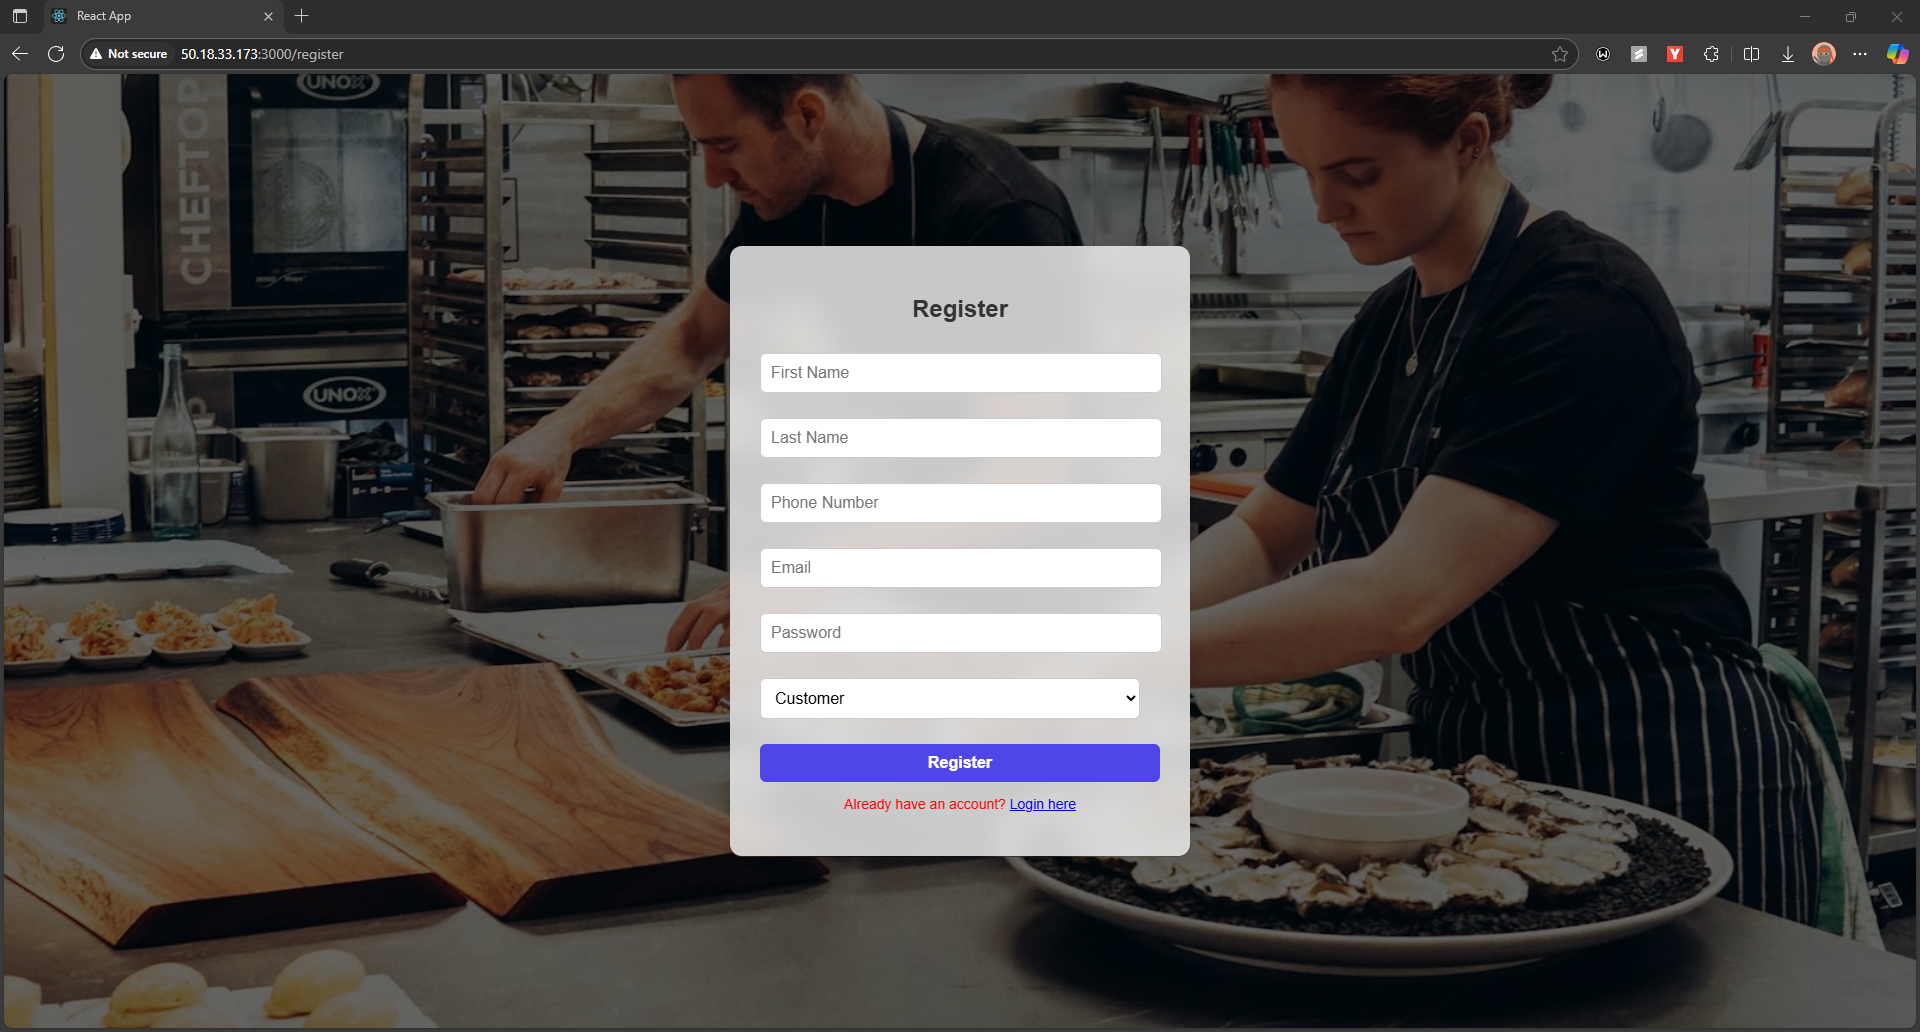 React App
Not secure 50.18.33.173:3000/register
UNOX
CHEFTOP
UNOX
Register
First Name
Last Name
Phone Number
Email
Password
Customer
Register
Already have an account? Login here